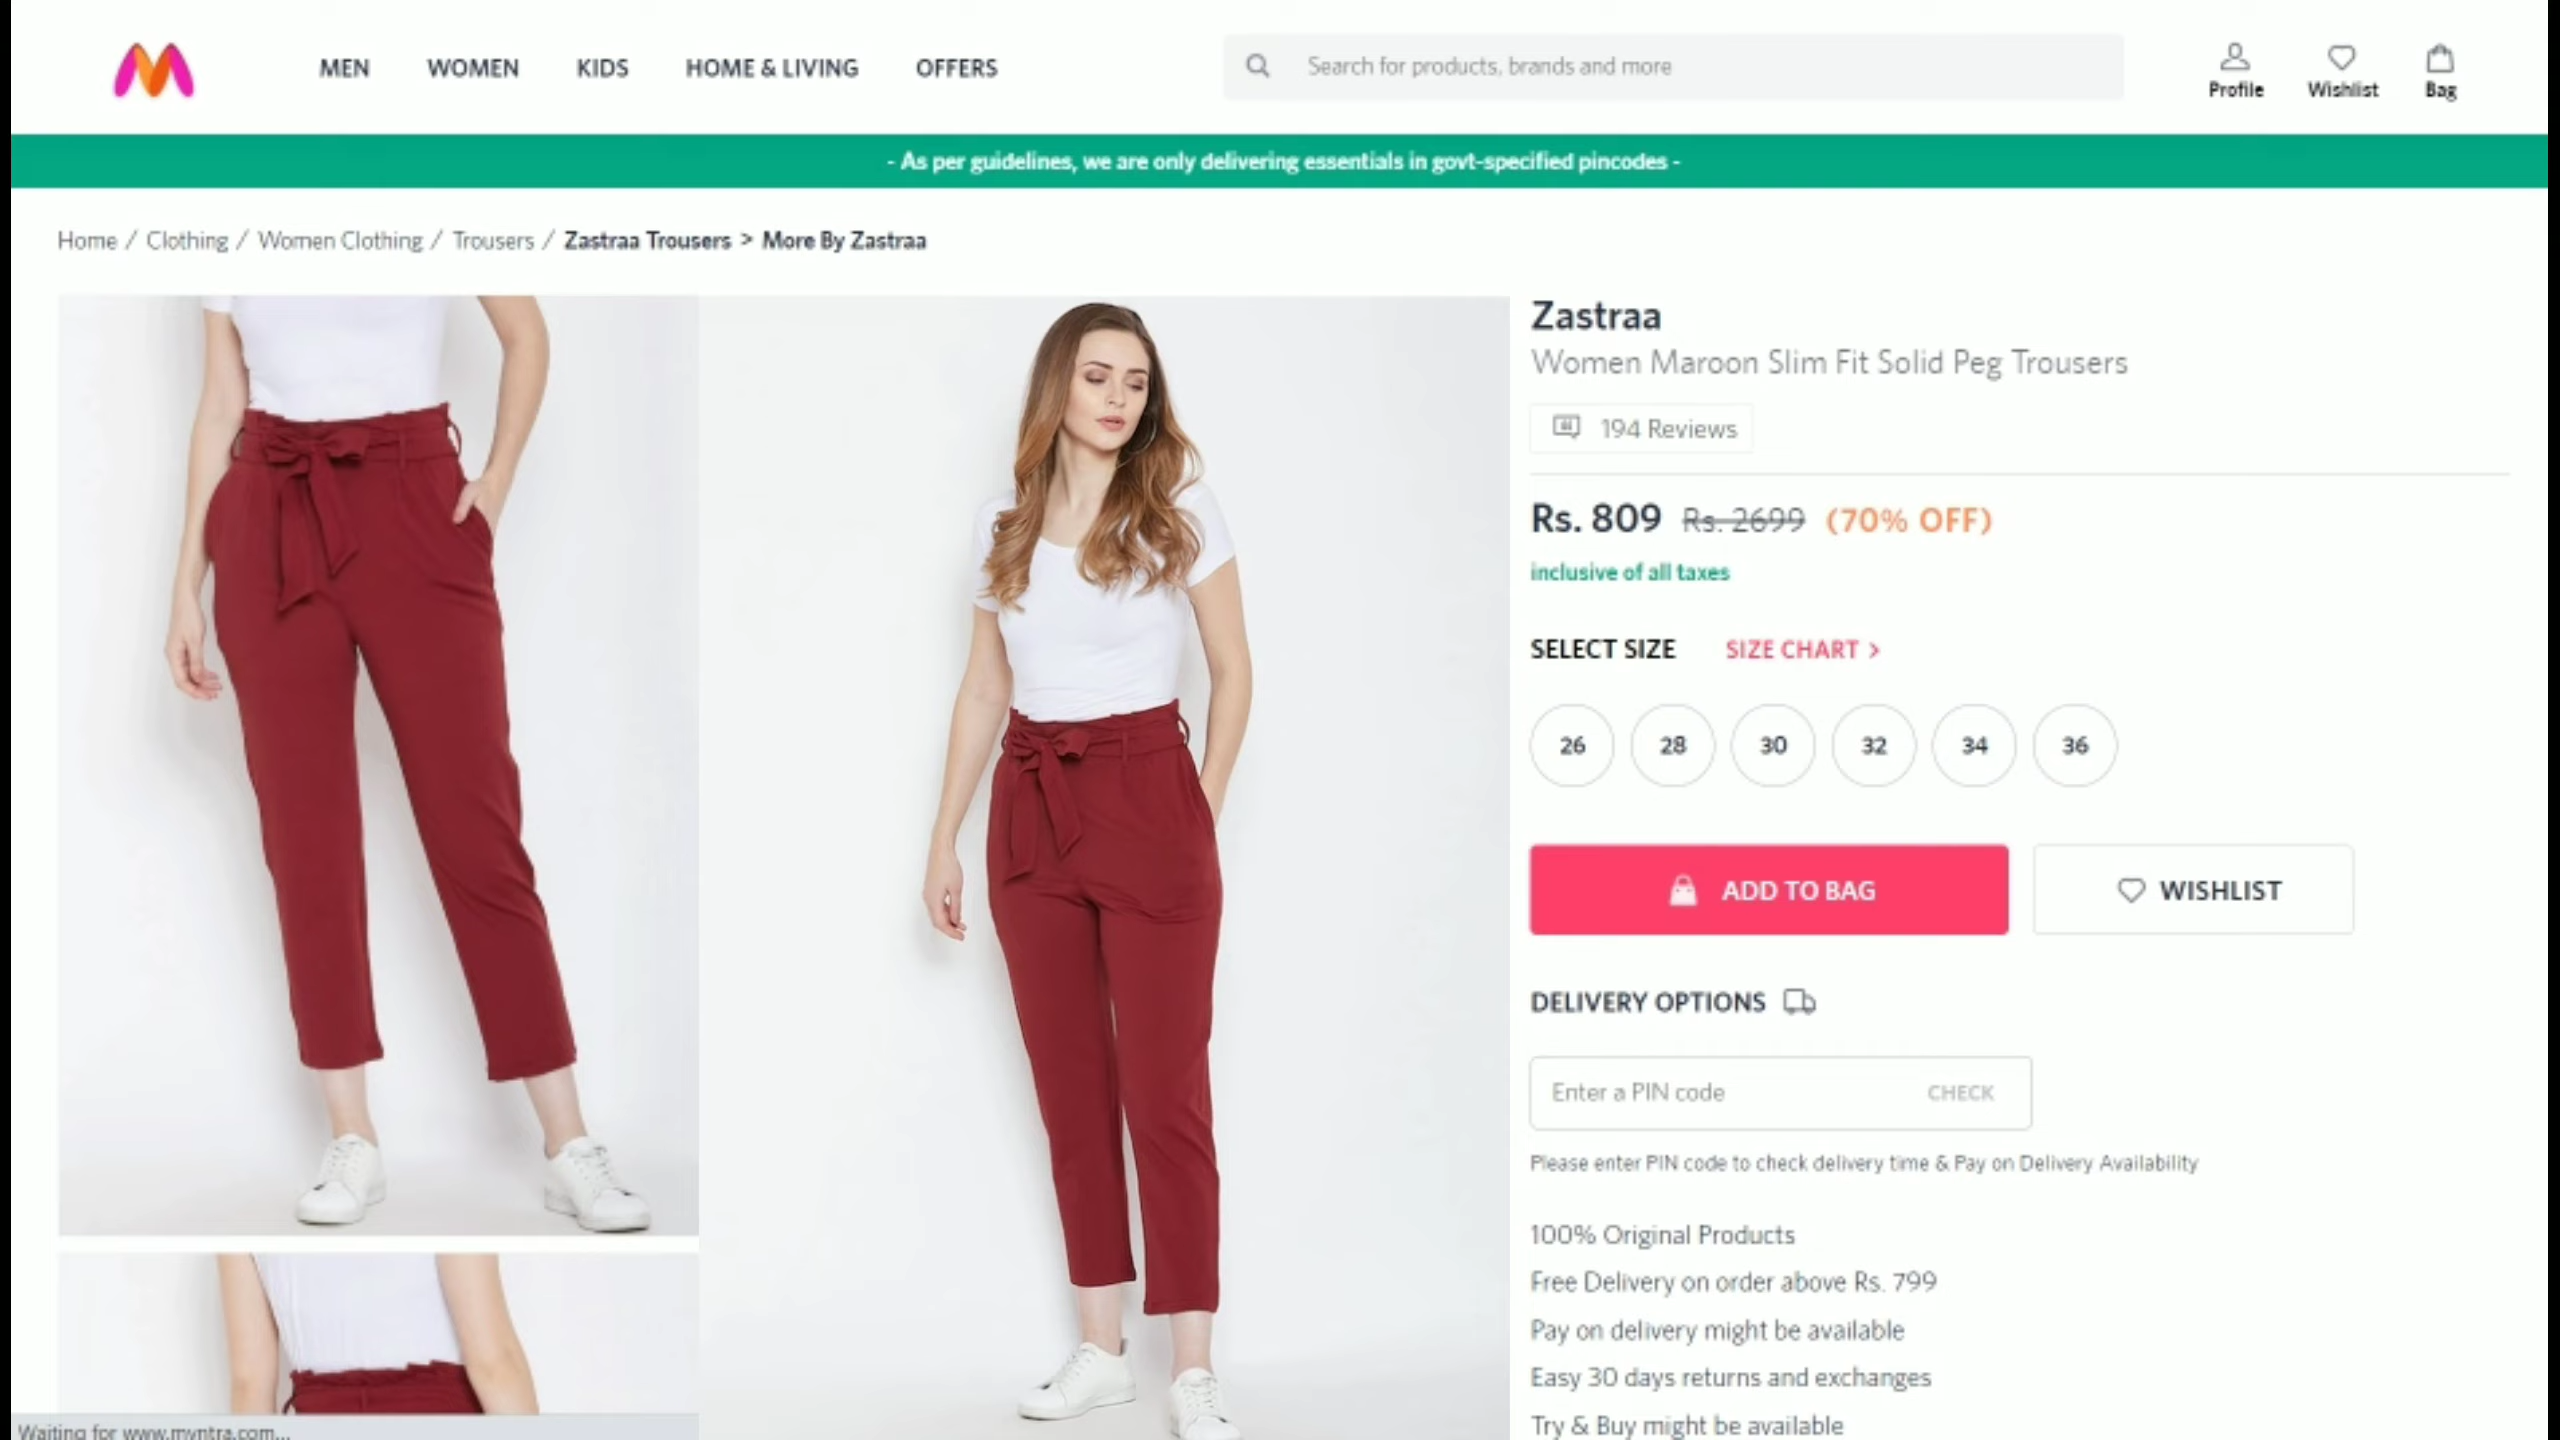 MEN WOMEN KIDS HOME & LIVING OFFERS
Search for products, brands and more
Profile Wishlist Bag
- As per guidelines, we are only delivering essentials in govt-specified pincodes -
Home / Clothing / Women Clothing / Trousers / Zastraa Trousers > More By Zastraa
Zastraa
Women Maroon Slim Fit Solid Peg Trousers
194 Reviews
Rs. 809 Rs. 2699 (70% OFF)
inclusive of all taxes
SELECT SIZE SIZE CHART >
26 28 30 32 34 36
ADD TO BAG WISHLIST
DELIVERY OPTIONS
Enter a PIN code CHECK
Please enter PIN code to check delivery time & Pay on Delivery Availability
100% Original Products
Free Delivery on order above Rs. 799
Pay on delivery might be available
Easy 30 days returns and exchanges
Try & Buy might be available
Waiting for www.myntra.com...